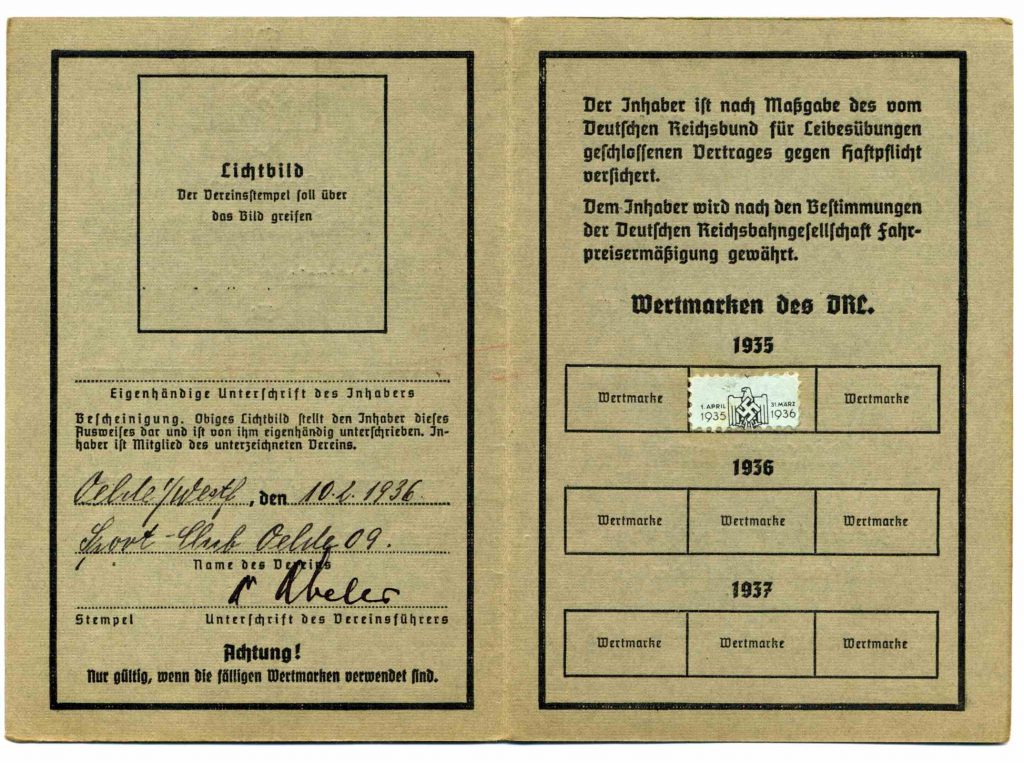 Lichtbild
Der Vereinsstempel soll über
das Bild greifen
Eigenhändige Unterschrift des Inhabers
Bescheinigung. Obiges Lichtbild stellt den Inhaber dieses
Ausweises dar und ist von ihm eigenhändig unterschrieben. In-
haber ist Mitglied des unterzeichneten Vereins.
Oelde i/Westf, den 10.2.1936.
Sport-Club Oelde 09.
Name des Vereins
Abeler
Stempel Unterschrift des Vereinsführers
Achtung!
Nur gültig, wenn die fälligen Wertmarken verwendet sind.
Der Inhaber ist nach Maßgabe des vom
Deutschen Reichsbund für Leibesübungen
geschlossenen Vertrages gegen Haftpflicht
versichert.
Dem Inhaber wird nach den Bestimmungen
der Deutschen Reichsbahngesellschaft Fahr-
preisermäßigung gewährt.
Wertmarken des DRL.
1935
Wertmarke
1. APRIL 31. MÄRZ
1935 1936
Wertmarke
1936
Wertmarke Wertmarke Wertmarke
1937
Wertmarke Wertmarke Wertmarke